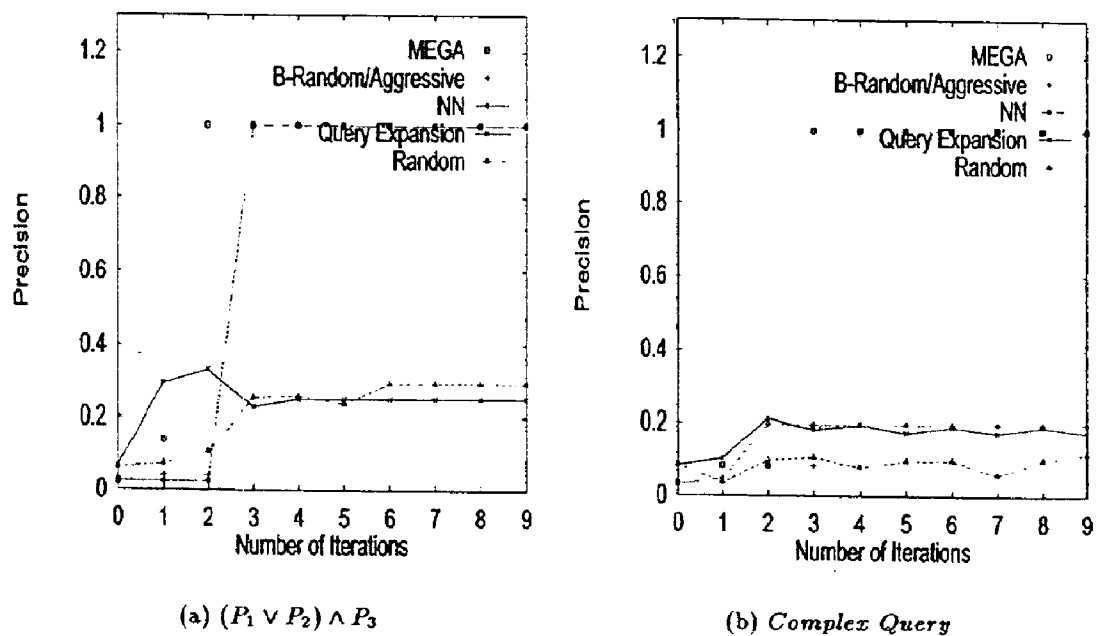 1.2
1
0.8
0.6
0.4
0.2
0
Precision
MEGA
B-Random/Aggressive
NN
Query Expansion
Random
0 1 2 3 4 5 6 7 8 9
Number of Iterations
(a) (P₁ ∨ P₂) ∧ P₃
1.2
1
0.8
0.6
0.4
0.2
0
Precision
MEGA
B-Random/Aggressive
NN
Query Expansion
Random
0 1 2 3 4 5 6 7 8 9
Number of Iterations
(b) Complex Query